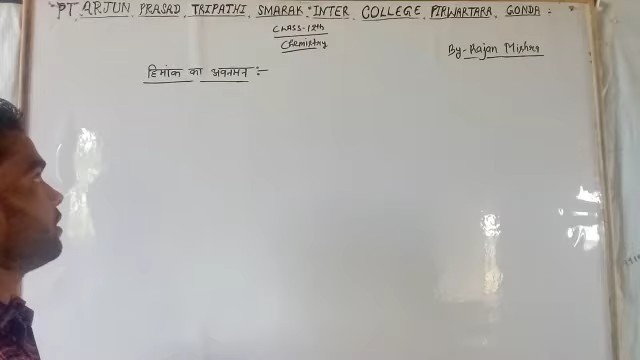 PT ARJUN PRASAD TRIPATHI SMARAK INTER COLLEGE PIRWARTARA, GONDA :
CLASS-12th
Chemistry
By-Rajan Mishra
हिमांक का अवनमन :-